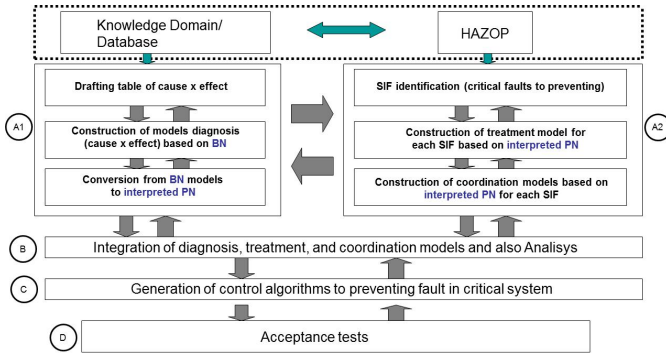 Knowledge Domain/
Database
HAZOP
A1
Drafting table of cause x effect
Construction of models diagnosis
(cause x effect) based on BN
Conversion from BN models
to interpreted PN
A2
SIF identification (critical faults to preventing)
Construction of treatment model for
each SIF based on interpreted PN
Construction of coordination models based on
interpreted PN for each SIF
B
Integration of diagnosis, treatment, and coordination models and also Analisys
C
Generation of control algorithms to preventing fault in critical system
D
Acceptance tests